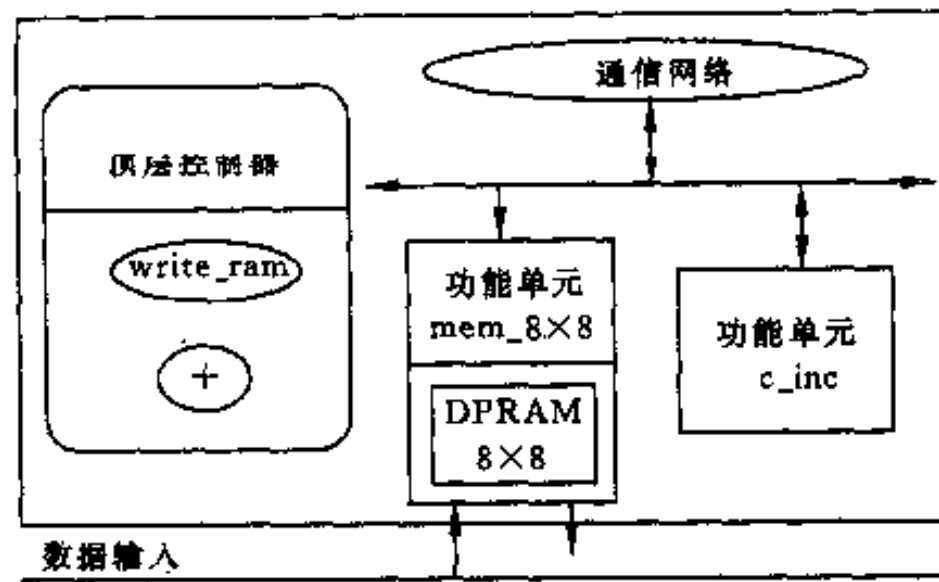 通信网络
顶层控制器
write_ram
+
功能单元
mem_8×8
DPRAM
8×8
功能单元
c_inc
数据输入